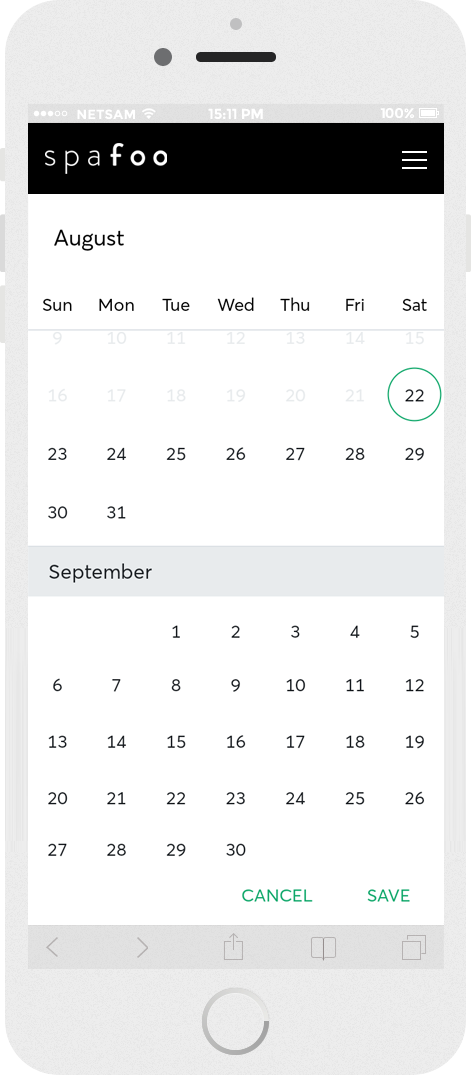 NETSAM 15:11 PM 100%
spafoo
August
Sun Mon Tue Wed Thu Fri Sat
9 10 11 12 13 14 15
16 17 18 19 20 21 22
23 24 25 26 27 28 29
30 31
September
1 2 3 4 5
6 7 8 9 10 11 12
13 14 15 16 17 18 19
20 21 22 23 24 25 26
27 28 29 30
CANCEL SAVE